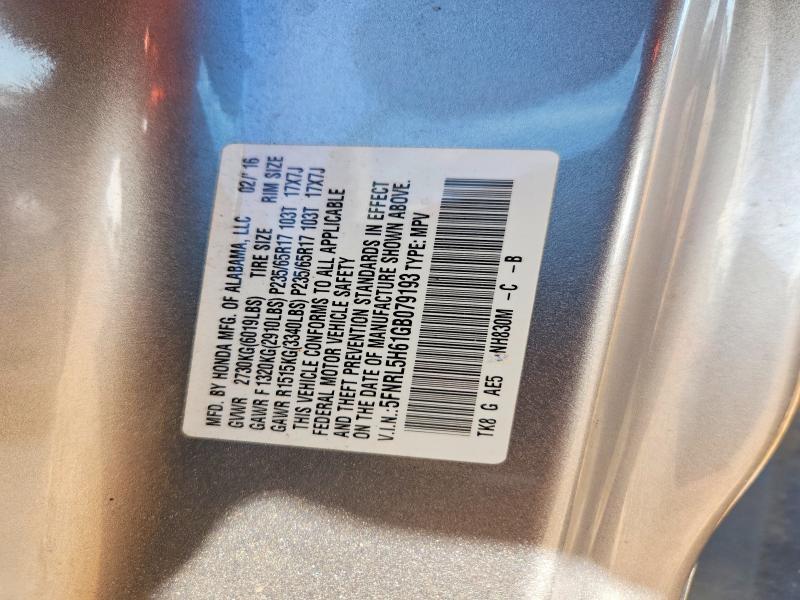 MFD. BY HONDA MFG. OF ALABAMA, LLC 02/16
GVWR 2730KG(6019LBS) TIRE SIZE RIM SIZE
GAWR F 1320KG(2910LBS) P235/65R17 103T 17X7J
GAWR R1515KG(3340LBS) P235/65R17 103T 17X7J
THIS VEHICLE CONFORMS TO ALL APPLICABLE
FEDERAL MOTOR VEHICLE SAFETY
AND THEFT PREVENTION STANDARDS IN EFFECT
ON THE DATE OF MANUFACTURE SHOWN ABOVE.
V.I.N.:5FNRL5H61GB079193 TYPE: MPV
TK8 G AE5 NH830M -C -B